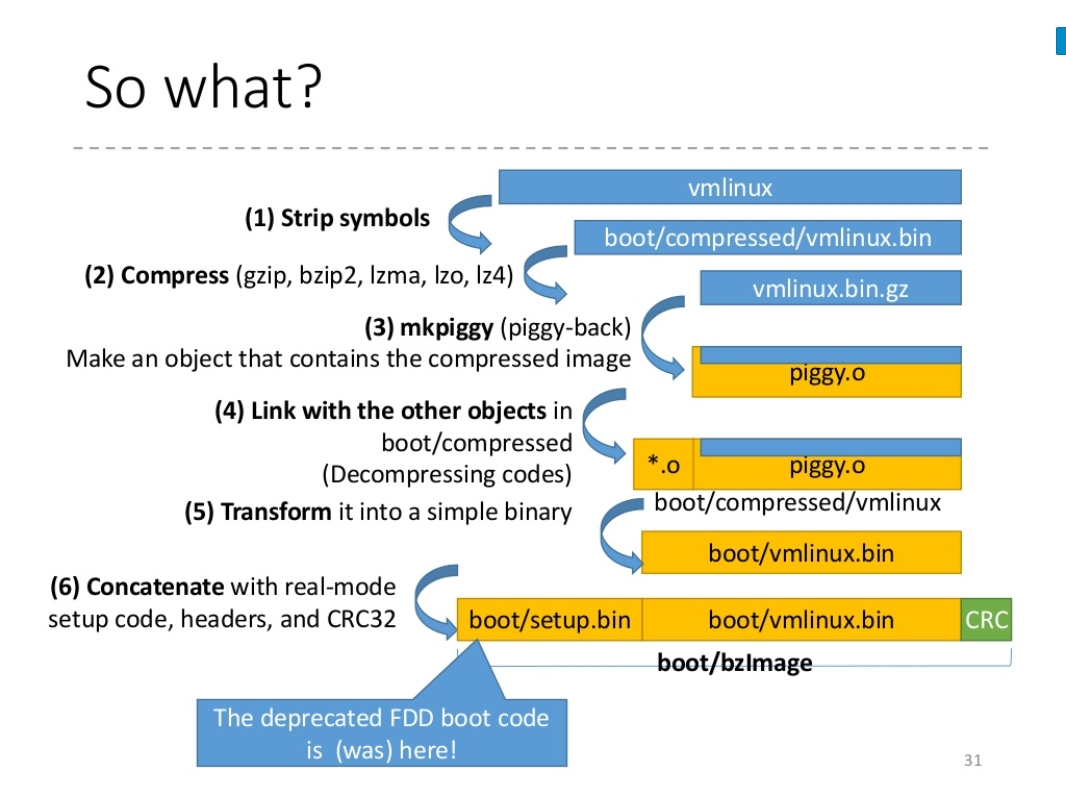 So what?
vmlinux
(1) Strip symbols
boot/compressed/vmlinux.bin
(2) Compress (gzip, bzip2, lzma, lzo, lz4)
vmlinux.bin.gz
(3) mkpiggy (piggy-back)
Make an object that contains the compressed image
piggy.o
(4) Link with the other objects in
boot/compressed
(Decompressing codes)
*.o
piggy.o
boot/compressed/vmlinux
(5) Transform it into a simple binary
boot/vmlinux.bin
(6) Concatenate with real-mode
setup code, headers, and CRC32
boot/setup.bin
boot/vmlinux.bin
CRC
boot/bzImage
The deprecated FDD boot code
is (was) here!
31